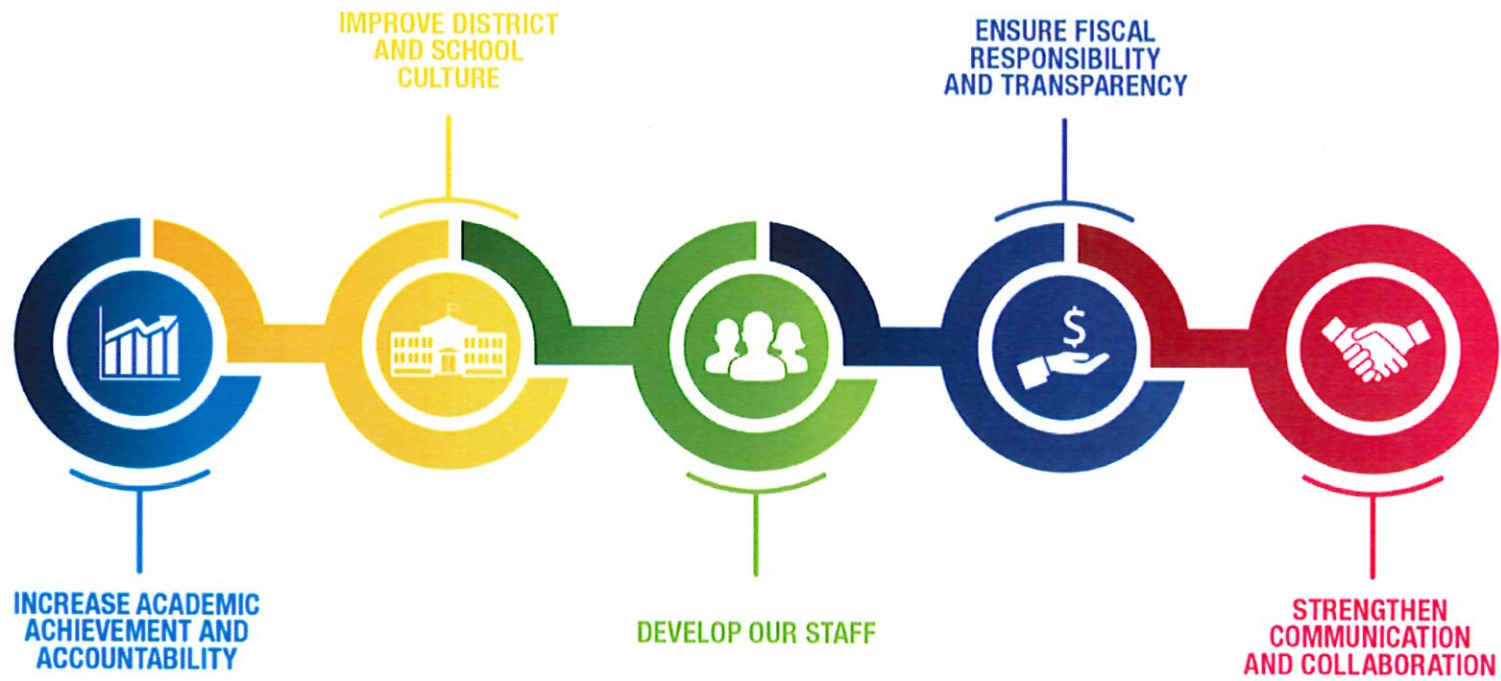 IMPROVE DISTRICT
AND SCHOOL
CULTURE
ENSURE FISCAL
RESPONSIBILITY
AND TRANSPARENCY
$
INCREASE ACADEMIC
ACHIEVEMENT AND
ACCOUNTABILITY
DEVELOP OUR STAFF
STRENGTHEN
COMMUNICATION
AND COLLABORATION